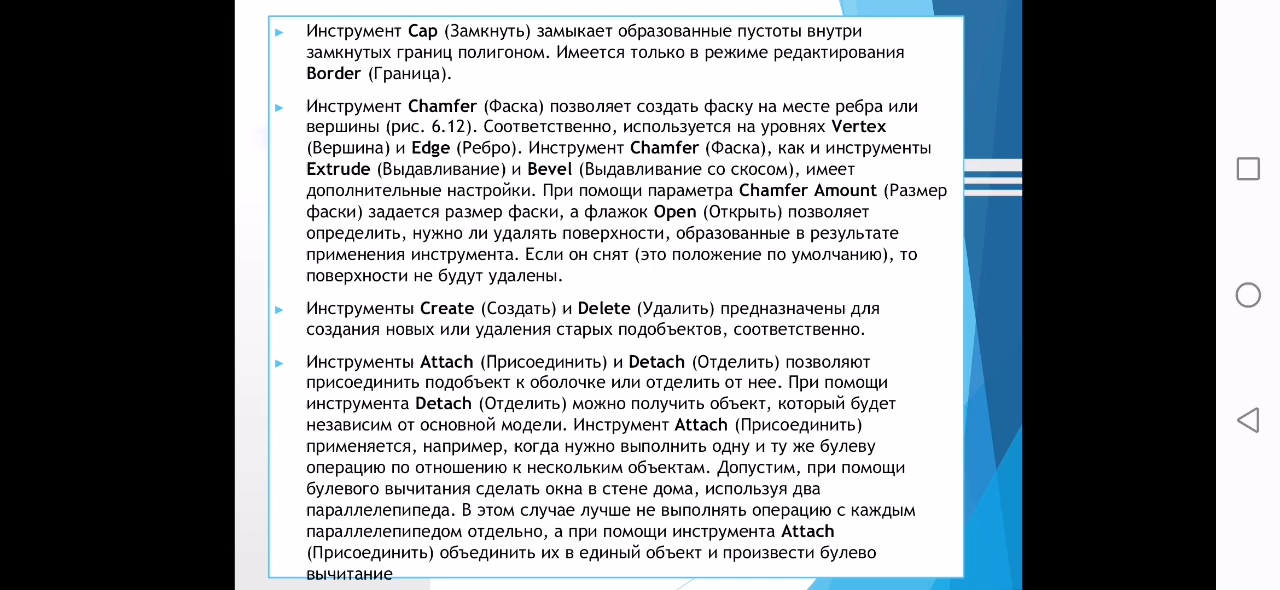 Инструмент Cap (Замкнуть) замыкает образованные пустоты внутри
замкнутых границ полигоном. Имеется только в режиме редактирования
Border (Граница).
Инструмент Chamfer (Фаска) позволяет создать фаску на месте ребра или
вершины (рис. 6.12). Соответственно, используется на уровнях Vertex
(Вершина) и Edge (Ребро). Инструмент Chamfer (Фаска), как и инструменты
Extrude (Выдавливание) и Bevel (Выдавливание со скосом), имеет
дополнительные настройки. При помощи параметра Chamfer Amount (Размер
фаски) задается размер фаски, а флажок Open (Открыть) позволяет
определить, нужно ли удалять поверхности, образованные в результате
применения инструмента. Если он снят (это положение по умолчанию), то
поверхности не будут удалены.
Инструменты Create (Создать) и Delete (Удалить) предназначены для
создания новых или удаления старых подобъектов, соответственно.
Инструменты Attach (Присоединить) и Detach (Отделить) позволяют
присоединить подобъект к оболочке или отделить от нее. При помощи
инструмента Detach (Отделить) можно получить объект, который будет
независим от основной модели. Инструмент Attach (Присоединить)
применяется, например, когда нужно выполнить одну и ту же булеву
операцию по отношению к нескольким объектам. Допустим, при помощи
булевого вычитания сделать окна в стене дома, используя два
параллелепипеда. В этом случае лучше не выполнять операцию с каждым
параллелепипедом отдельно, а при помощи инструмента Attach
(Присоединить) объединить их в единый объект и произвести булево
вычитание